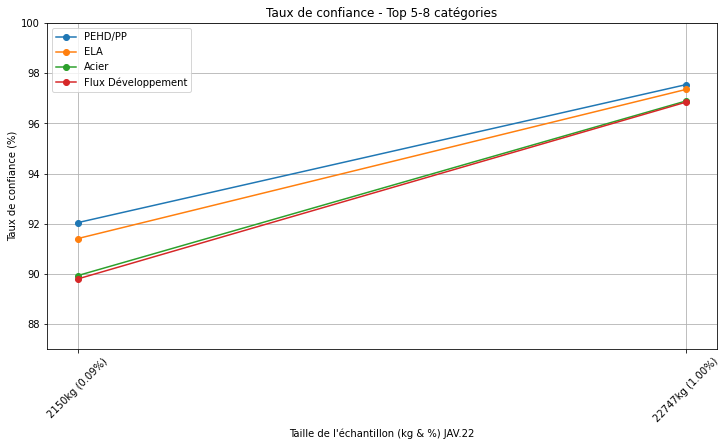 Taux de confiance - Top 5-8 catégories
PEHD/PP
ELA
Acier
Flux Développement
Taux de confiance (%)
100
98
96
94
92
90
88
2150kg (0.09%)
22747kg (1.00%)
Taille de l'échantillon (kg & %) JAV.22